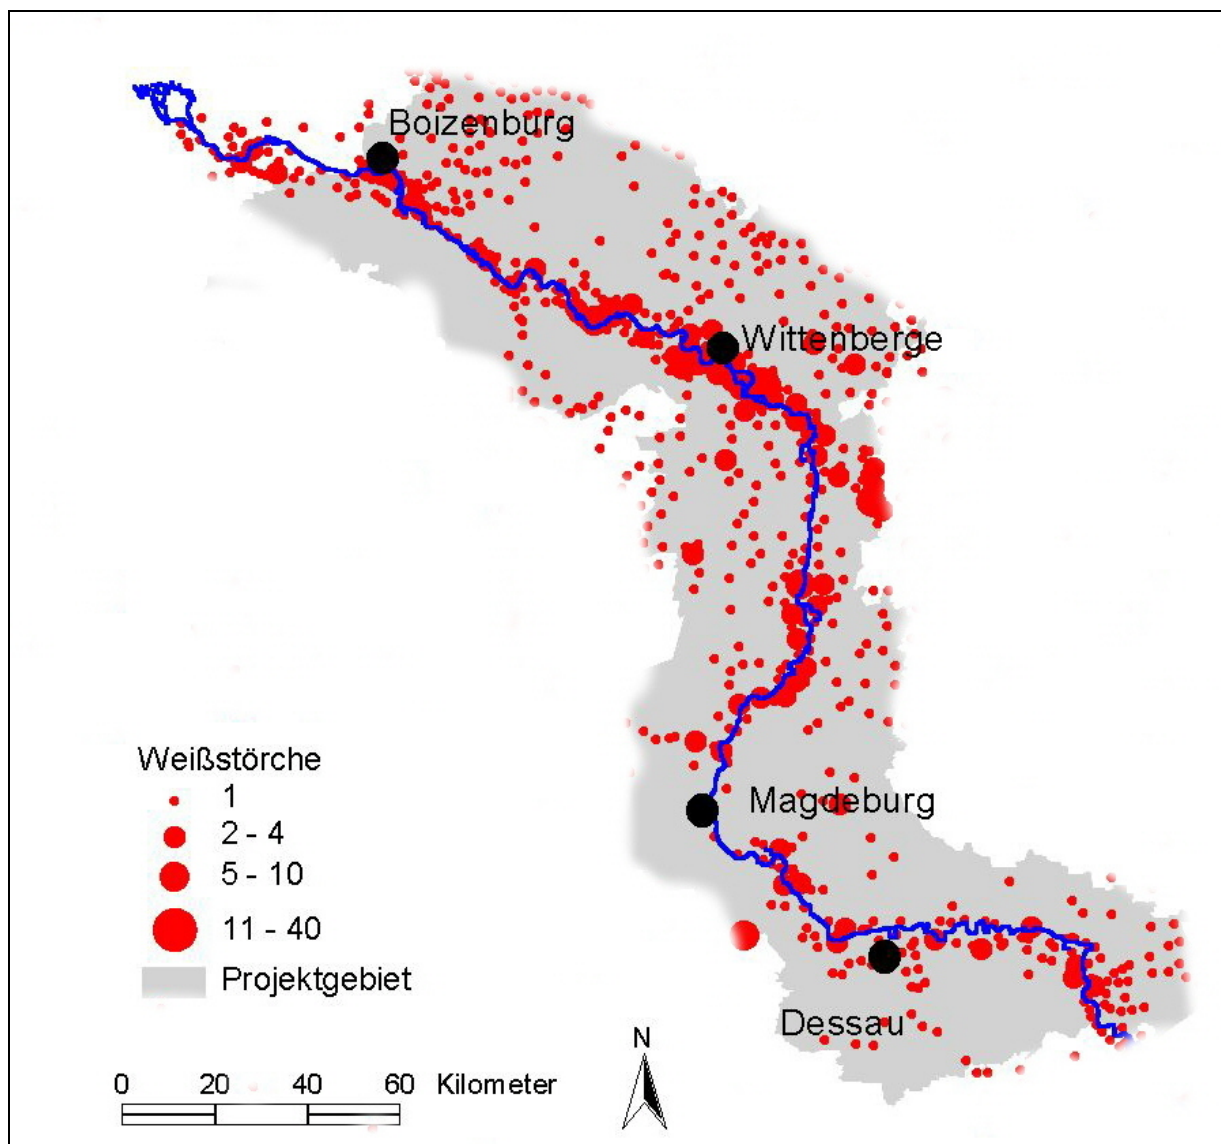 Boizenburg
Wittenberge
Weißstörche
1
2 - 4
5 - 10
11 - 40
Projektgebiet
Magdeburg
Dessau
N
0 20 40 60 Kilometer